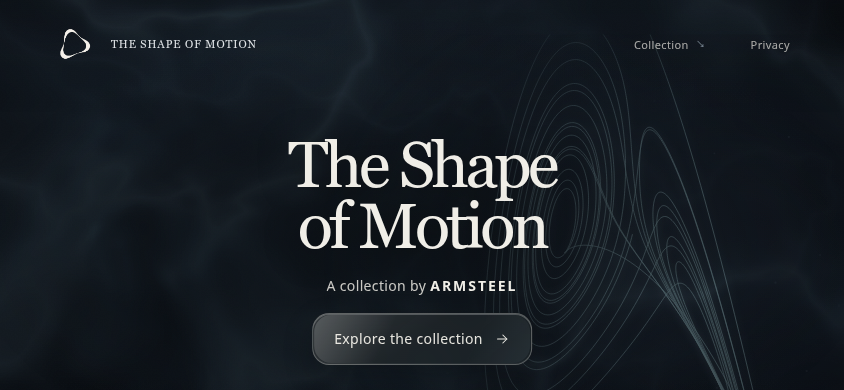 THE SHAPE OF MOTION
Collection ↘
Privacy
The Shape
of Motion
A collection by ARMSTEEL
Explore the collection →